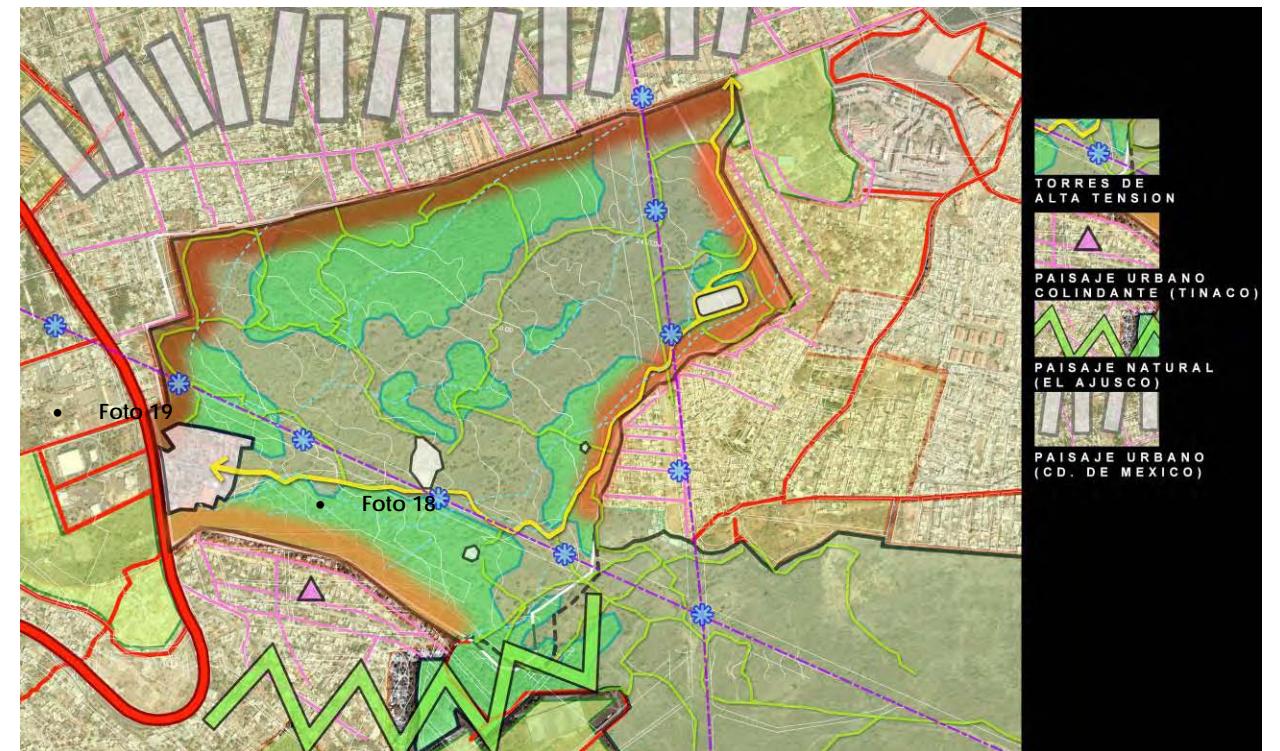 Foto 19
Foto 18
TORRES DE
ALTA TENSION
PAISAJE URBANO
COLINDANTE (TINACO)
PAISAJE NATURAL
(EL AJUSCO)
PAISAJE URBANO
(CD. DE MEXICO)